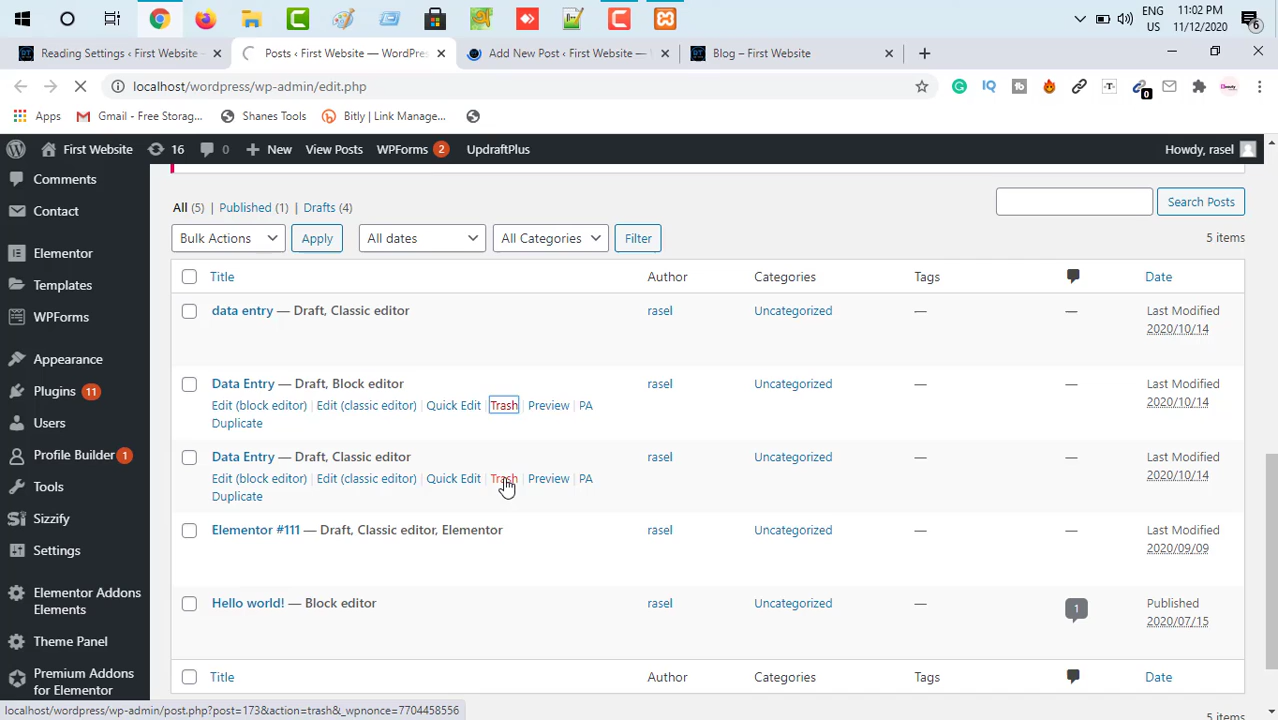 ENG 11:02 PM
US 11/12/2020 6
Reading Settings ‹ First Website — × Posts ‹ First Website — WordPres × Add New Post ‹ First Website — × Blog – First Website × +
localhost/wordpress/wp-admin/edit.php 0
Apps Gmail - Free Storag... Shanes Tools Bitly | Link Manage...
First Website 16 0 + New View Posts WPForms 2 UpdraftPlus Howdy, rasel
Comments
Contact
Elementor
Templates
WPForms
Appearance
Plugins 11
Users
Profile Builder 1
Tools
Sizzify
Settings
Elementor Addons
Elements
Theme Panel
Premium Addons
for Elementor
All (5) | Published (1) | Drafts (4)
Search Posts
Bulk Actions Apply All dates All Categories Filter 5 items
Title Author Categories Tags Date
data entry — Draft, Classic editor rasel Uncategorized — — Last Modified
2020/10/14
Data Entry — Draft, Block editor rasel Uncategorized — — Last Modified
2020/10/14
Edit (block editor) | Edit (classic editor) | Quick Edit | Trash | Preview | PA
Duplicate
Data Entry — Draft, Classic editor rasel Uncategorized — — Last Modified
2020/10/14
Edit (block editor) | Edit (classic editor) | Quick Edit | Trash | Preview | PA
Duplicate
Elementor #111 — Draft, Classic editor, Elementor rasel Uncategorized — — Last Modified
2020/09/09
Hello world! — Block editor rasel Uncategorized — 1 Published
2020/07/15
Title Author Categories Tags Date
5 items
localhost/wordpress/wp-admin/post.php?post=173&action=trash&_wpnonce=7704458556